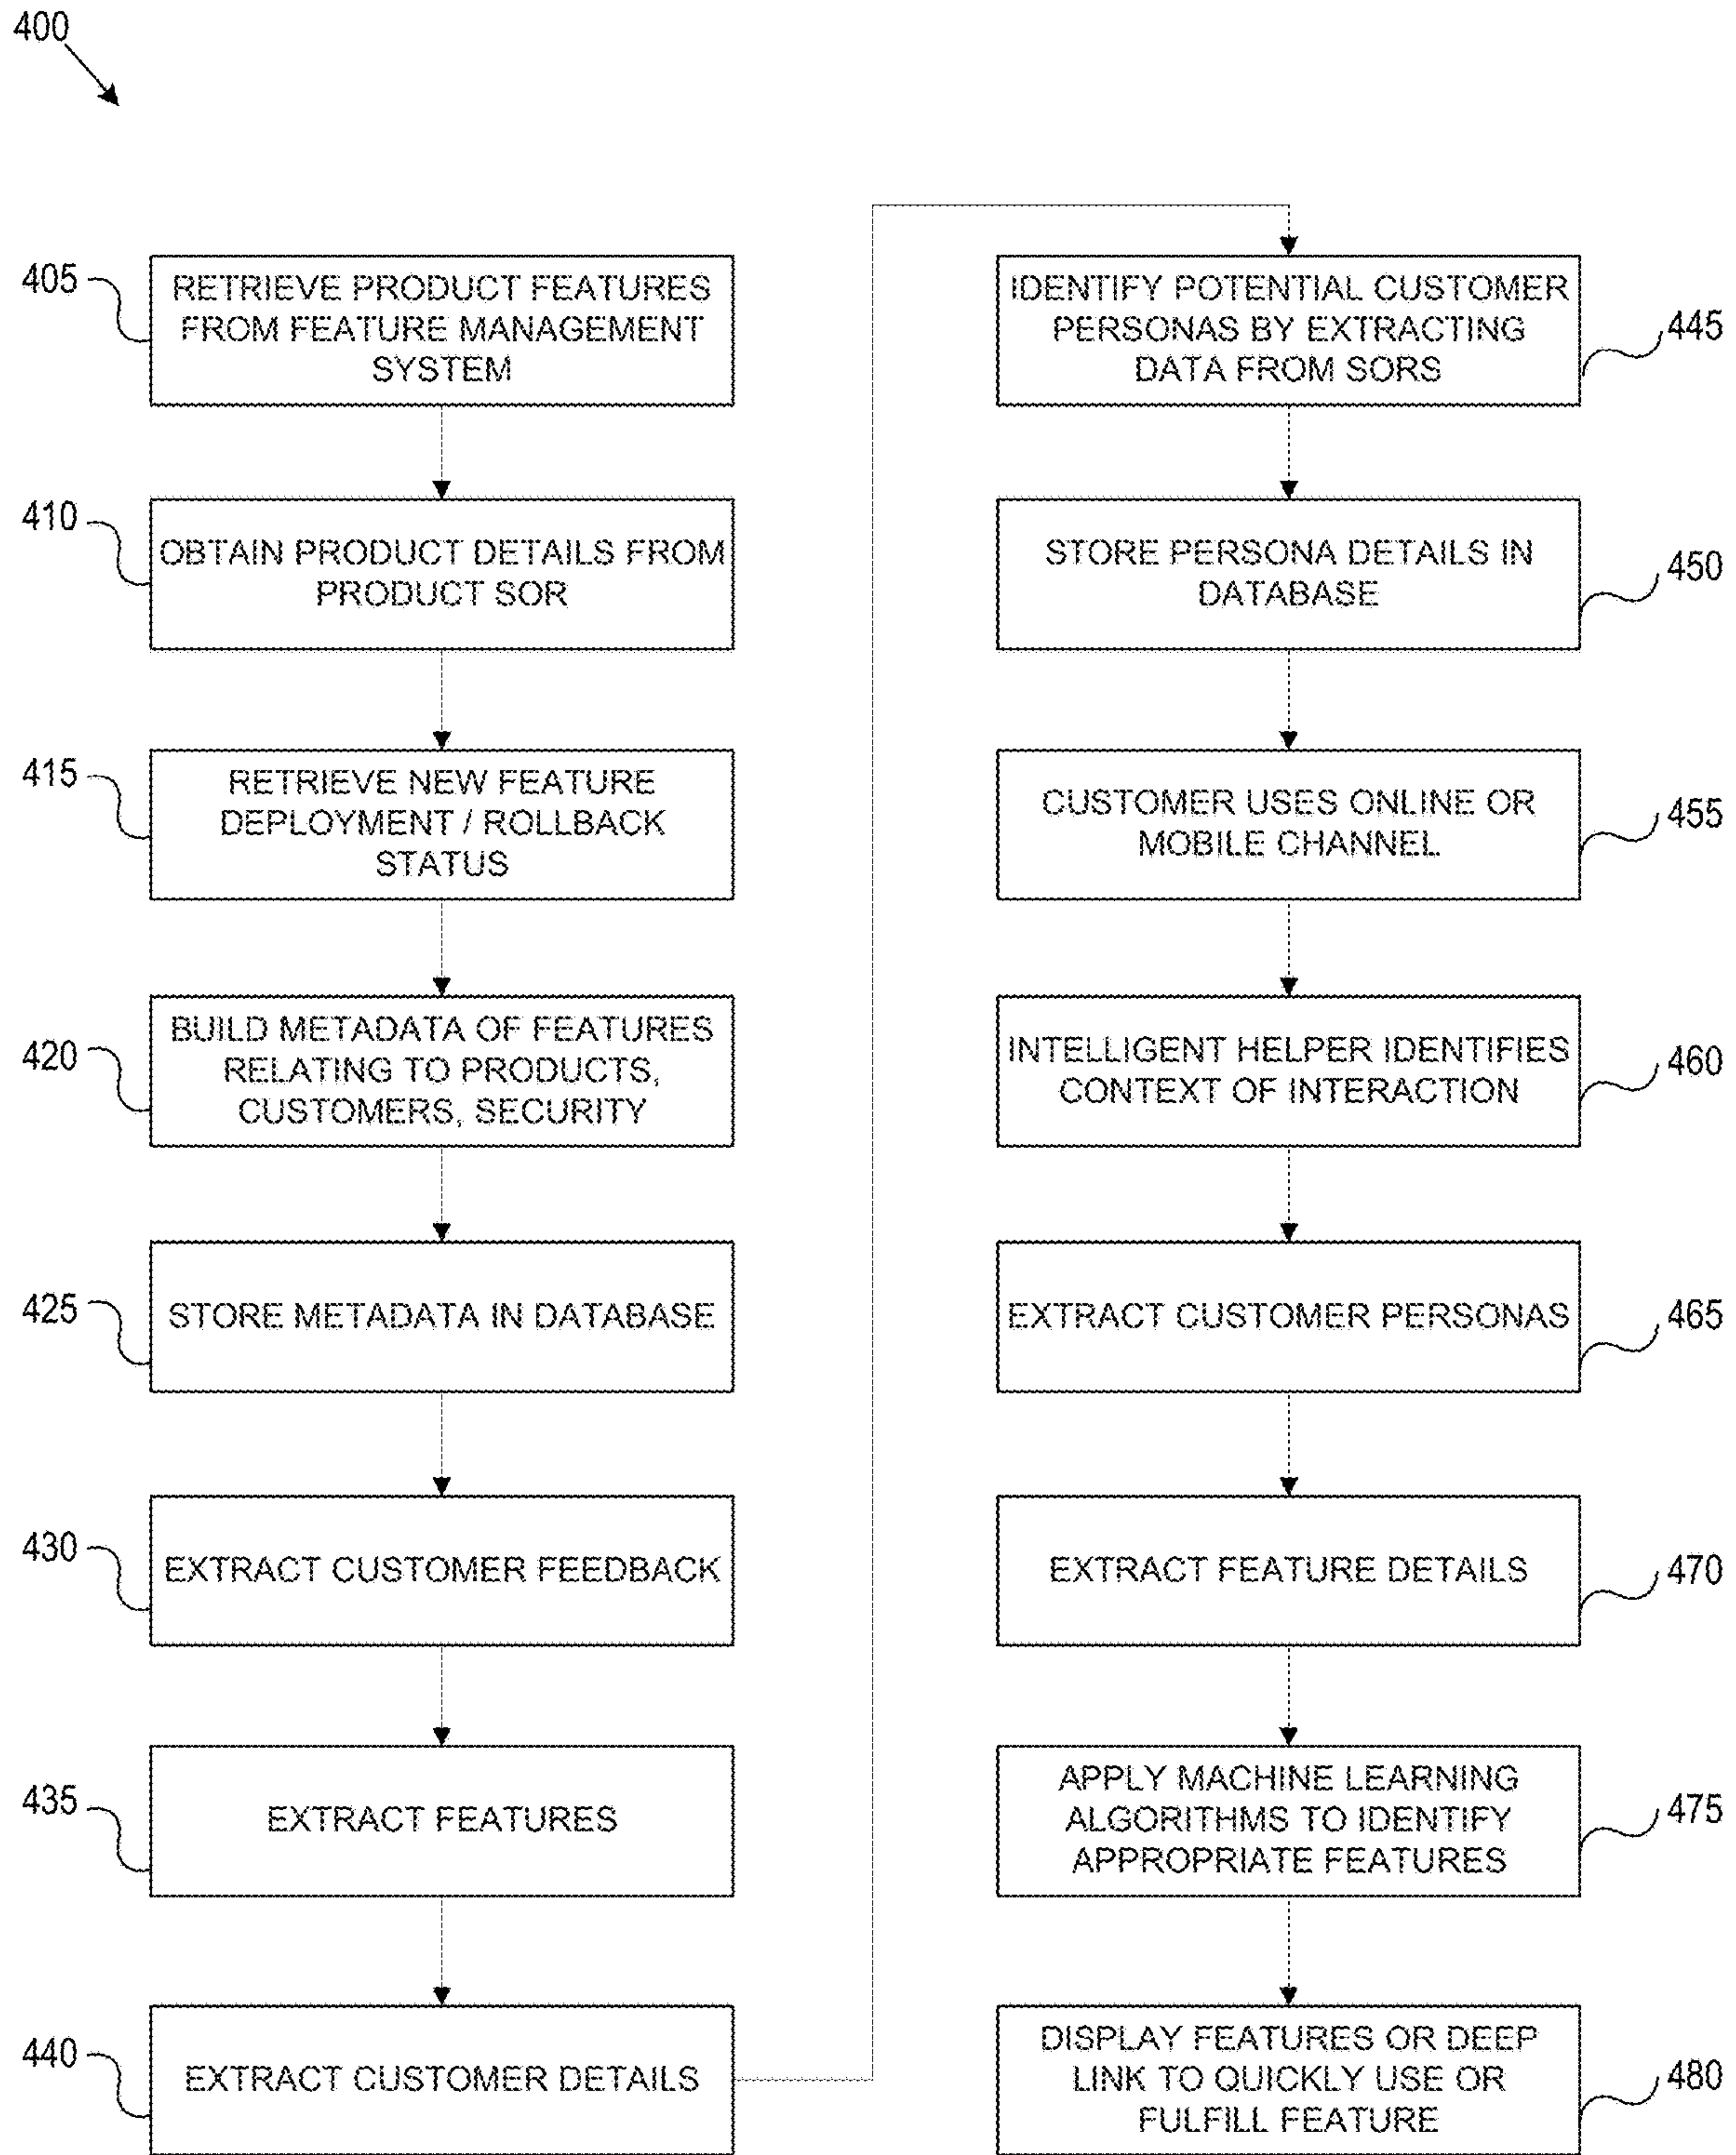 400
405
RETRIEVE PRODUCT FEATURES
FROM FEATURE MANAGEMENT
SYSTEM
410
OBTAIN PRODUCT DETAILS FROM
PRODUCT SOR
415
RETRIEVE NEW FEATURE
DEPLOYMENT / ROLLBACK
STATUS
420
BUILD METADATA OF FEATURES
RELATING TO PRODUCTS,
CUSTOMERS, SECURITY
425
STORE METADATA IN DATABASE
430
EXTRACT CUSTOMER FEEDBACK
435
EXTRACT FEATURES
440
EXTRACT CUSTOMER DETAILS
IDENTIFY POTENTIAL CUSTOMER
PERSONAS BY EXTRACTING
DATA FROM SORS
445
STORE PERSONA DETAILS IN
DATABASE
450
CUSTOMER USES ONLINE OR
MOBILE CHANNEL
455
INTELLIGENT HELPER IDENTIFIES
CONTEXT OF INTERACTION
460
EXTRACT CUSTOMER PERSONAS
465
EXTRACT FEATURE DETAILS
470
APPLY MACHINE LEARNING
ALGORITHMS TO IDENTIFY
APPROPRIATE FEATURES
475
DISPLAY FEATURES OR DEEP
LINK TO QUICKLY USE OR
FULFILL FEATURE
480